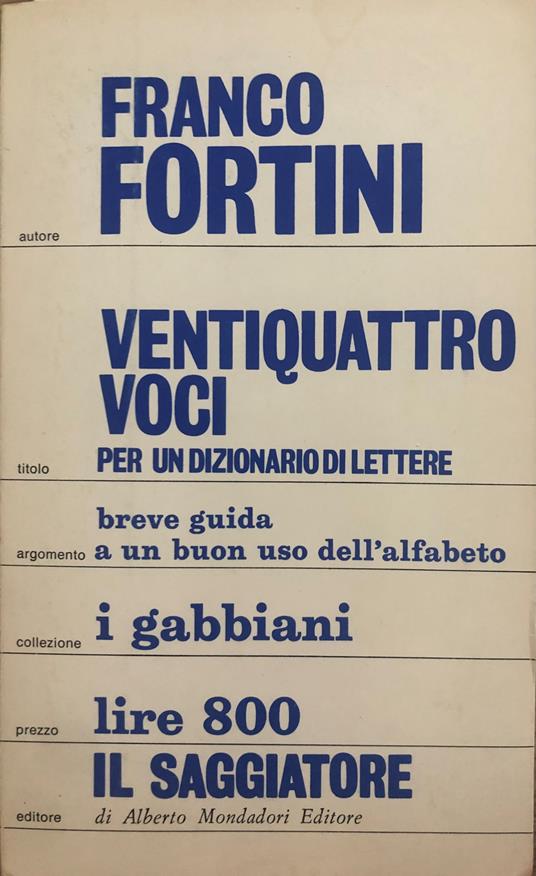 FRANCO
FORTINI
autore
VENTIQUATTRO
VOCI
titolo PER UN DIZIONARIO DI LETTERE
breve guida
argomento a un buon uso dell'alfabeto
collezione i gabbiani
prezzo lire 800
IL SAGGIATORE
editore di Alberto Mondadori Editore